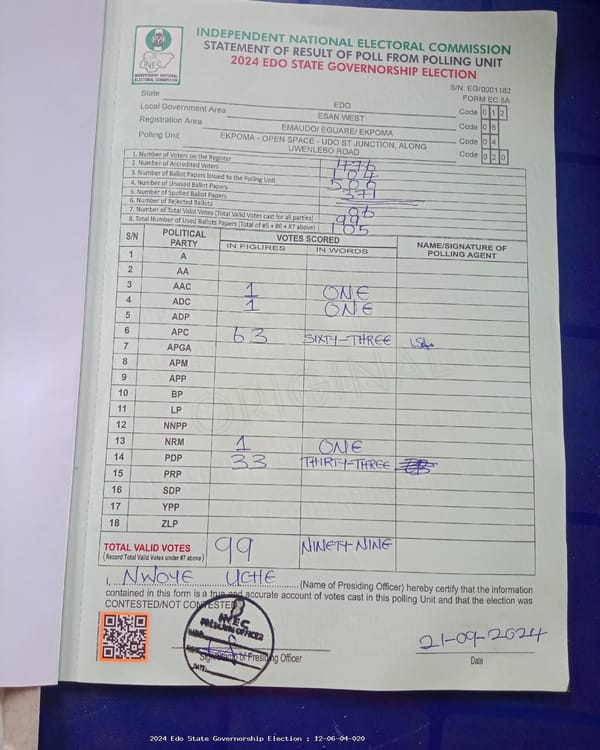 INDEPENDENT NATIONAL ELECTORAL COMMISSION
STATEMENT OF RESULT OF POLL FROM POLLING UNIT
2024 EDO STATE GOVERNORSHIP ELECTION
INEC
INDEPENDENT NATIONAL ELECTORAL COMMISSION
S/N: EG/0001182
FORM EC 8A
State EDO Code 0 1 2
Local Government Area ESAN WEST Code 0 6
Registration Area EMAUDO/ EGUARE/ EKPOMA Code 0 4
Polling Unit EKPOMA - OPEN SPACE - UDO ST JUNCTION, ALONG UWENLEBO ROAD Code 0 2 0
1. Number of Voters on the Register 476
2. Number of Accredited Voters 104
3. Number of Ballot Papers Issued to the Polling Unit 506
4. Number of Unused Ballot Papers 371
5. Number of Spoiled Ballot Papers
6. Number of Rejected Ballots 06
7. Number of Total Valid Votes (Total Valid Votes cast for all parties) 99
8. Total Number of Used Ballots Papers (Total of #5 + #6 + #7 above) 105
S/N POLITICAL PARTY VOTES SCORED NAME/SIGNATURE OF POLLING AGENT
IN FIGURES IN WORDS
1 A
2 AA
3 AAC 1 ONE
4 ADC 1 ONE
5 ADP
6 APC 63 SIXTY-THREE
7 APGA
8 APM
9 APP
10 BP
11 LP
12 NNPP
13 NRM 1 ONE
14 PDP 33 THIRTY-THREE
15 PRP
16 SDP
17 YPP
18 ZLP
ORIGINAL
TOTAL VALID VOTES 99 NINETY NINE
(Record Total Valid Votes under #7 above)
I, NWOYE UCHE (Name of Presiding Officer) hereby certify that the information
contained in this form is a true and accurate account of votes cast in this polling Unit and that the election was
CONTESTED/NOT CONTESTED
INEC
PRESIDING OFFICER
DATE:
Signature of Presiding Officer
21-09-2024
Date
2024 Edo State Governorship Election : 12-06-04-020